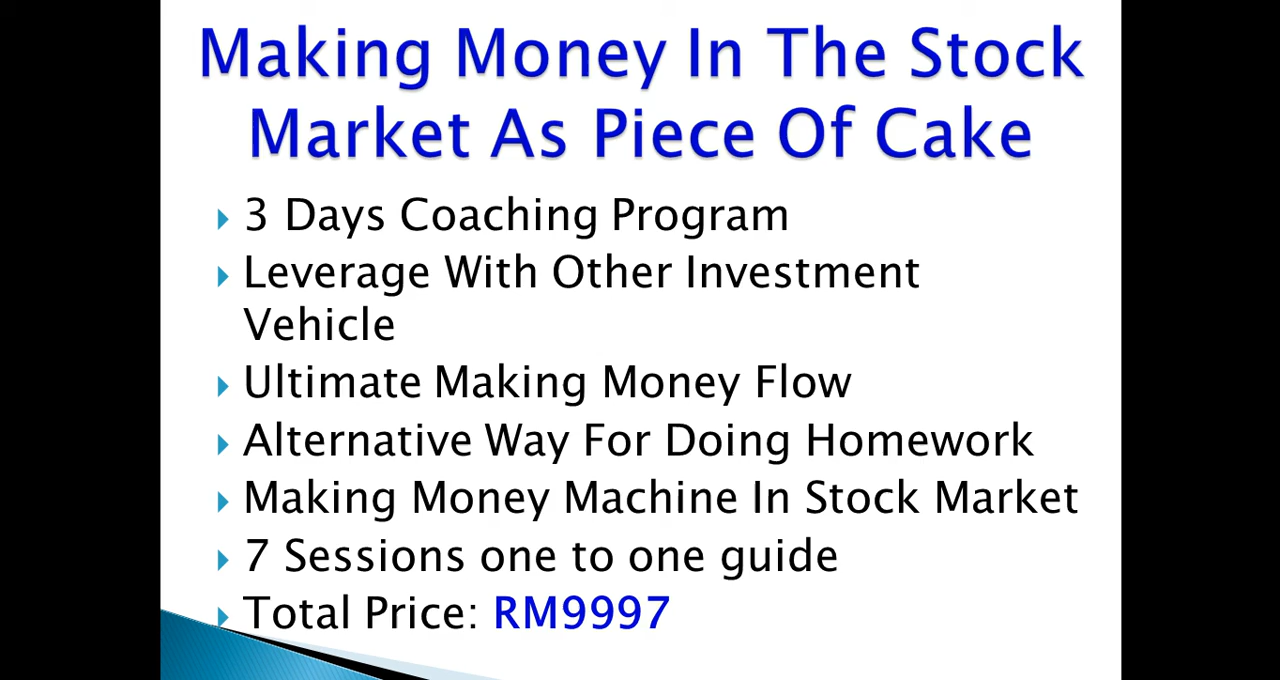 Making Money In The Stock
Market As Piece Of Cake
3 Days Coaching Program
Leverage With Other Investment
Vehicle
Ultimate Making Money Flow
Alternative Way For Doing Homework
Making Money Machine In Stock Market
7 Sessions one to one guide
Total Price: RM9997